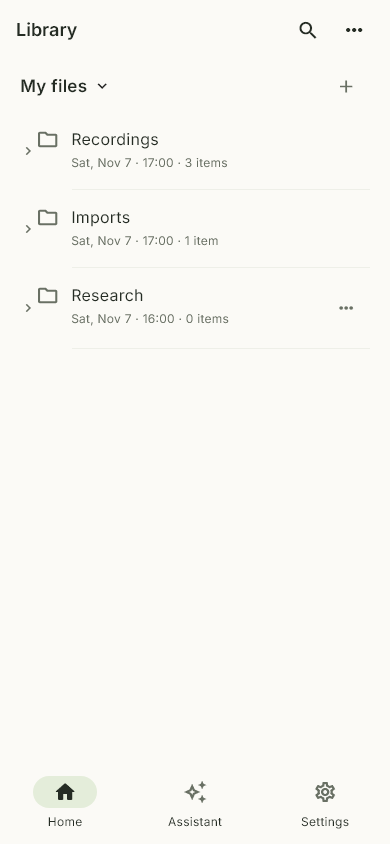 Library
My files
Recordings
Sat, Nov 7 · 17:00 · 3 items
Imports
Sat, Nov 7 · 17:00 · 1 item
Research
Sat, Nov 7 · 16:00 · 0 items
Home
Assistant
Settings